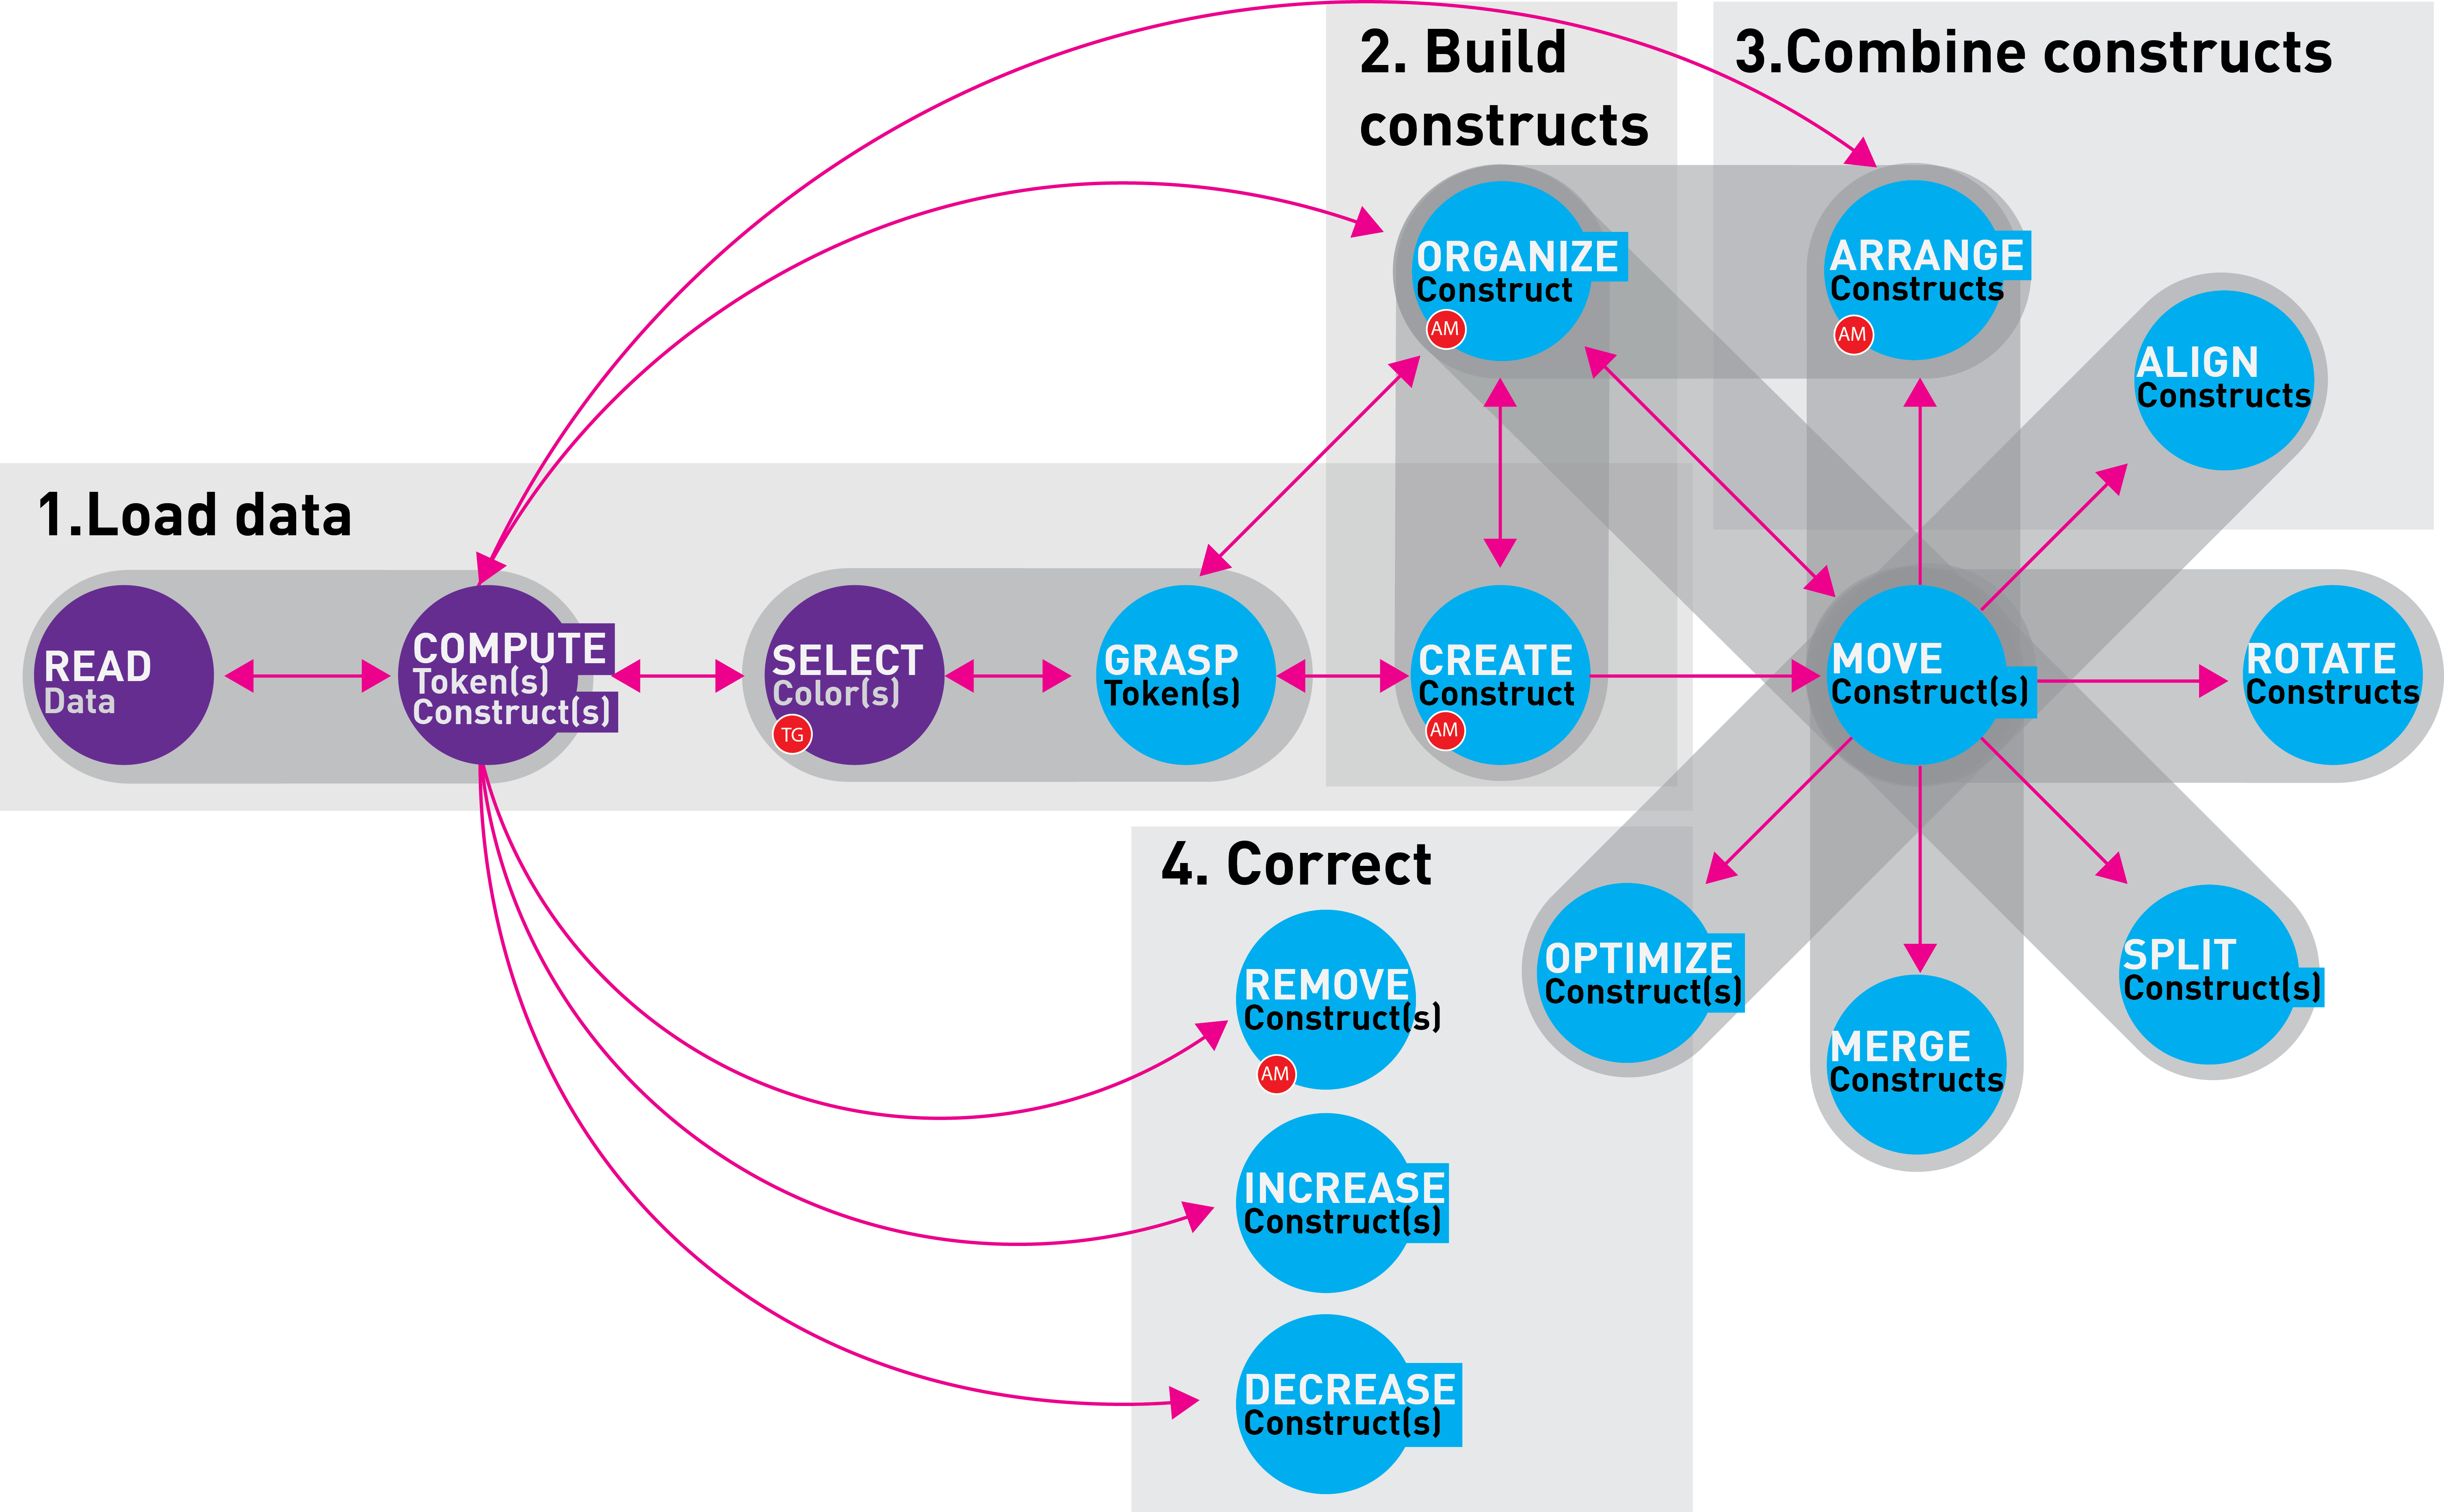 2. Build
constructs
3.Combine constructs
ORGANIZE
Construct
AM
ARRANGE
Constructs
AM
ALIGN
Constructs
1.Load data
READ
Data
COMPUTE
Token(s)
Construct(s)
SELECT
Color(s)
TG
GRASP
Token(s)
CREATE
Construct
AM
MOVE
Construct(s)
ROTATE
Constructs
4. Correct
REMOVE
Construct(s)
AM
OPTIMIZE
Construct(s)
MERGE
Constructs
SPLIT
Construct(s)
INCREASE
Construct(s)
DECREASE
Construct(s)